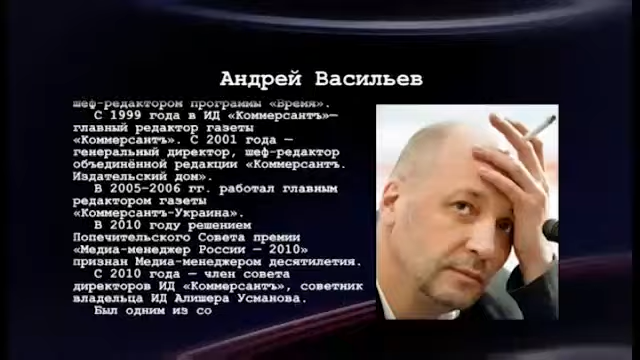 Андрей Васильев
шеф-редактором программы «Время».
С 1999 года в ИД «Коммерсантъ»—
главный редактор газеты
«Коммерсантъ». С 2001 года —
генеральный директор, шеф-редактор
объединённой редакции «Коммерсантъ.
Издательский дом».
В 2005–2006 гг. работал главным
редактором газеты
«Коммерсантъ-Украина».
В 2010 году решением
Попечительского Совета премии
«Медиа-менеджер России — 2010»
признан Медиа-менеджером десятилетия.
С 2010 года — член совета
директоров ИД «Коммерсантъ», советник
владельца ИД Алишера Усманова.
Был одним из со